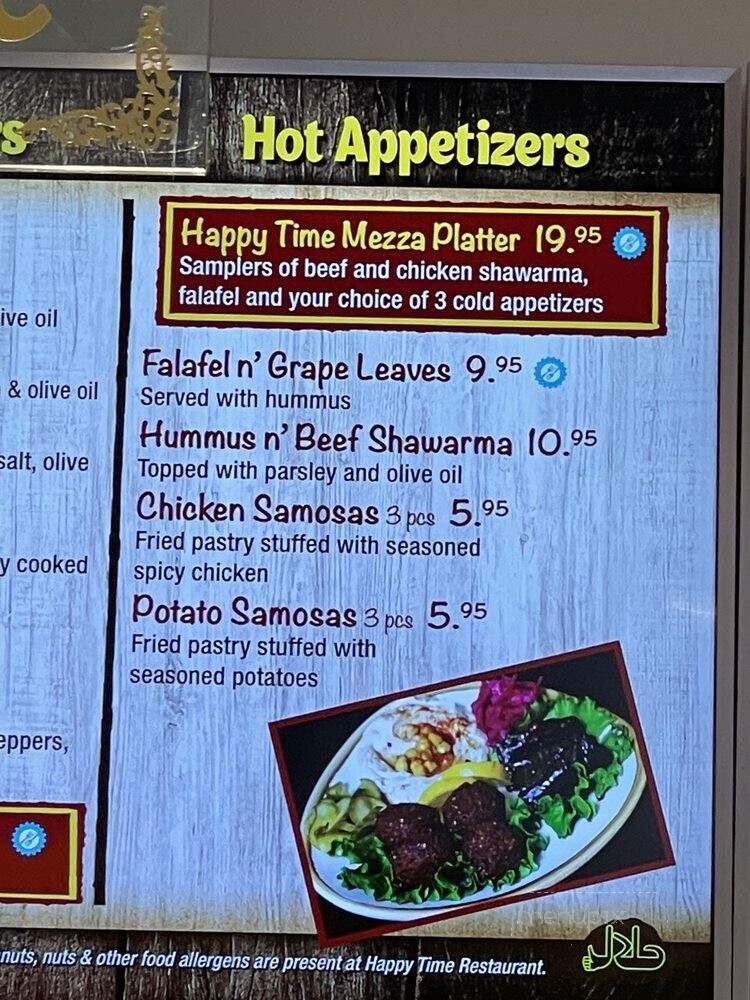 s
Hot Appetizers
Happy Time Mezza Platter 19.95
Samplers of beef and chicken shawarma,
falafel and your choice of 3 cold appetizers
ive oil
& olive oil
salt, olive
y cooked
eppers,
Falafel n' Grape Leaves 9.95
Served with hummus
Hummus n' Beef Shawarma 10.95
Topped with parsley and olive oil
Chicken Samosas 3 pcs 5.95
Fried pastry stuffed with seasoned
spicy chicken
Potato Samosas 3 pcs 5.95
Fried pastry stuffed with
seasoned potatoes
nuts, nuts & other food allergens are present at Happy Time Restaurant.
حلال